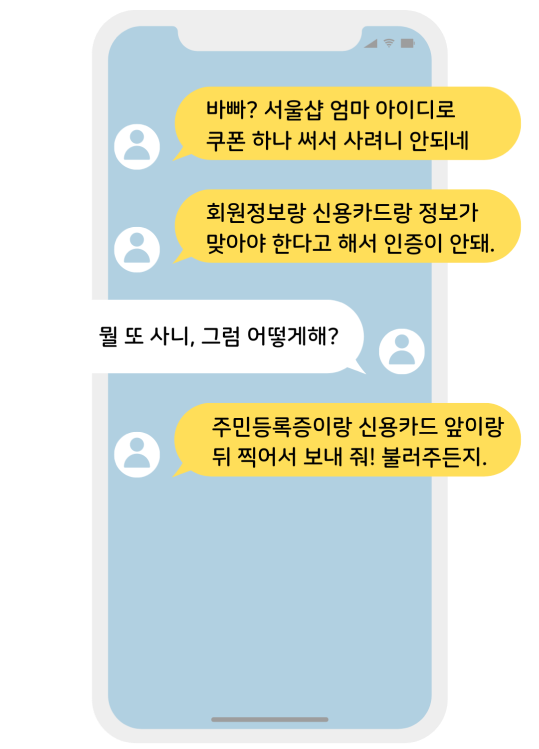 바빠? 서울샵 엄마 아이디로
쿠폰 하나 써서 사려니 안되네
회원정보랑 신용카드랑 정보가
맞아야 한다고 해서 인증이 안돼.
뭘 또 사니, 그럼 어떻게해?
주민등록증이랑 신용카드 앞이랑
뒤 찍어서 보내 줘! 불러주든지.